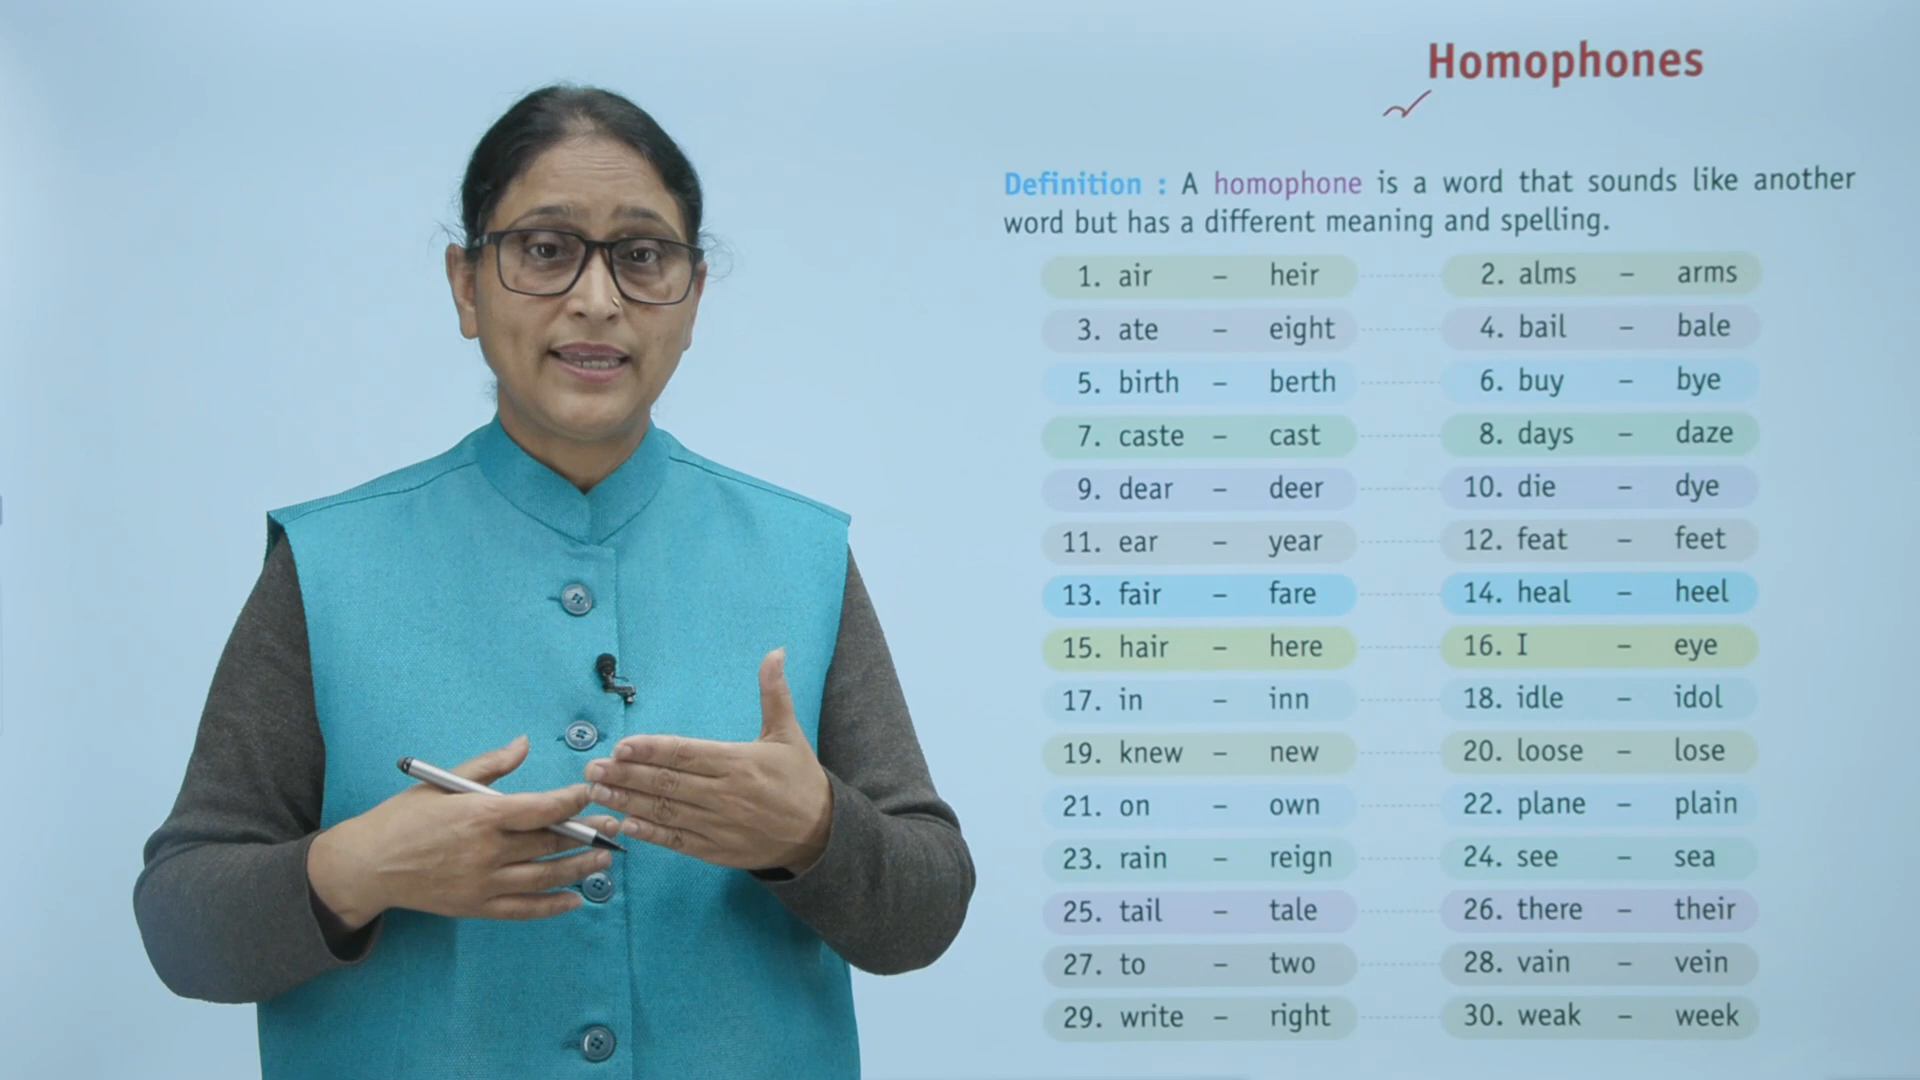 Homophones
Definition : A homophone is a word that sounds like another
word but has a different meaning and spelling.
1. air – heir 2. alms – arms
3. ate – eight 4. bail – bale
5. birth – berth 6. buy – bye
7. caste – cast 8. days – daze
9. dear – deer 10. die – dye
11. ear – year 12. feat – feet
13. fair – fare 14. heal – heel
15. hair – here 16. I – eye
17. in – inn 18. idle – idol
19. knew – new 20. loose – lose
21. on – own 22. plane – plain
23. rain – reign 24. see – sea
25. tail – tale 26. there – their
27. to – two 28. vain – vein
29. write – right 30. weak – week